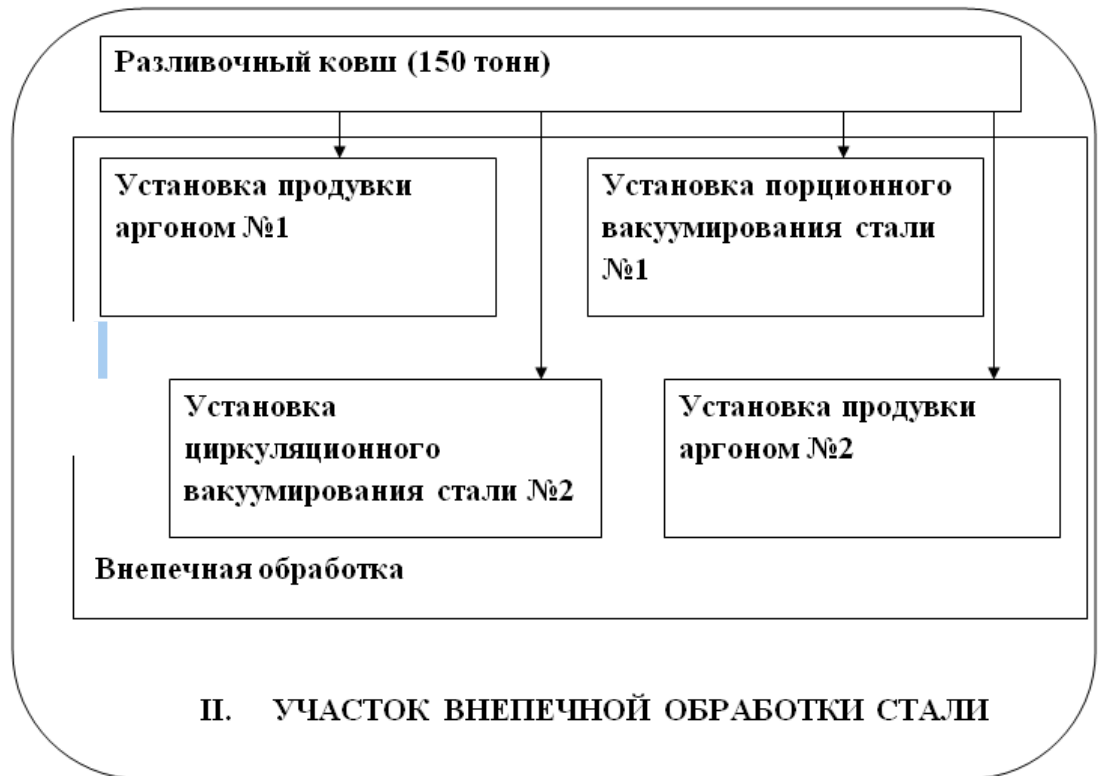 Разливочный ковш (150 тонн)
Установка продувки
аргоном №1
Установка порционного
вакуумирования стали
№1
Установка
циркуляционного
вакуумирования стали №2
Установка продувки
аргоном №2
Внепечная обработка
II. УЧАСТОК ВНЕПЕЧНОЙ ОБРАБОТКИ СТАЛИ